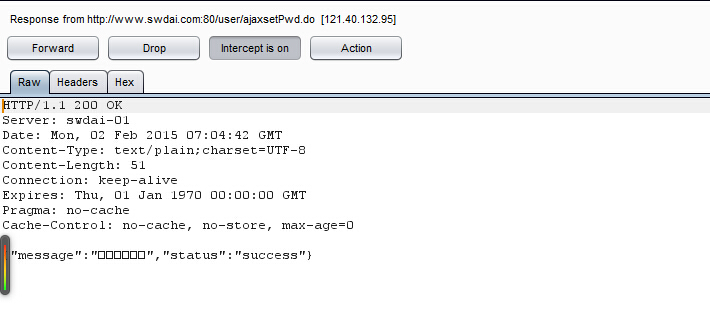 Response from http://www.swdai.com:80/user/ajaxsetPwd.do [121.40.132.95]
Forward Drop Intercept is on Action
Raw Headers Hex
HTTP/1.1 200 OK
Server: swdai-01
Date: Mon, 02 Feb 2015 07:04:42 GMT
Content-Type: text/plain;charset=UTF-8
Content-Length: 51
Connection: keep-alive
Expires: Thu, 01 Jan 1970 00:00:00 GMT
Pragma: no-cache
Cache-Control: no-cache, no-store, max-age=0
"message":"□□□□□□","status":"success"}